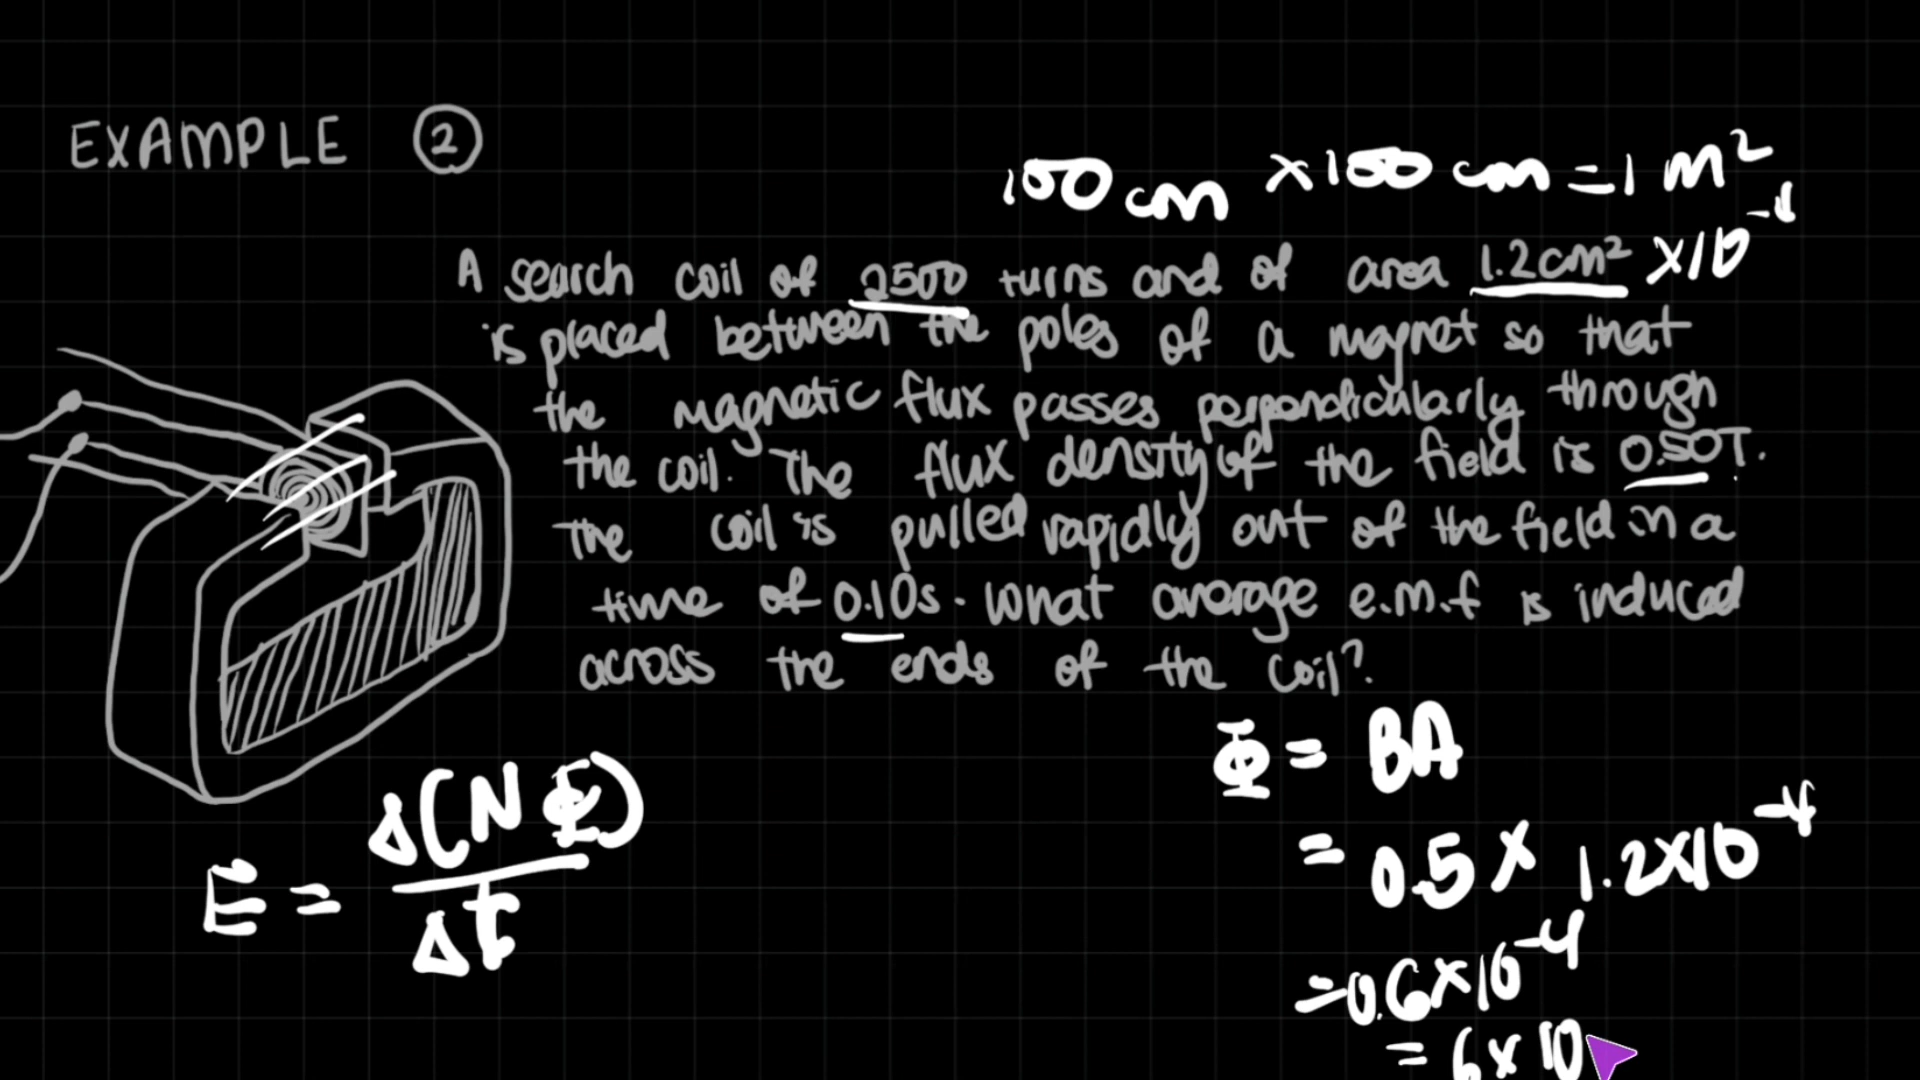 EXAMPLE ②
100 cm × 100 cm = 1 m²
A search coil of 2500 turns and of area 1.2cm² ×10
is placed between the poles of a magnet so that
the magnetic flux passes perpendicularly through
the coil. The flux density of the field is 0.50T.
The coil is pulled rapidly out of the field in a
time of 0.10s. What average e.m.f is induced
across the ends of the coil?
Φ = BA
= 0.5 × 1.2×10⁻⁴
= 0.6×10⁻⁴
= 6 × 10
E = Δ(NΦ)
Δt